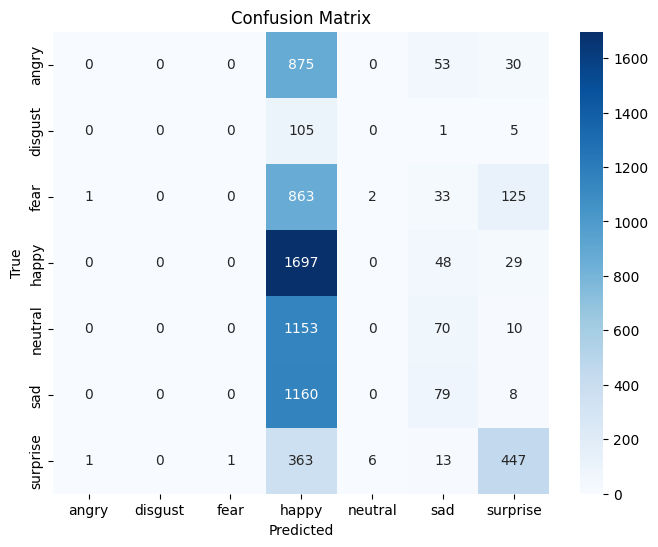 Confusion Matrix
angry 0 0 0 875 0 53 30
disgust 0 0 0 105 0 1 5
fear 1 0 0 863 2 33 125
happy 0 0 0 1697 0 48 29
neutral 0 0 0 1153 0 70 10
sad 0 0 0 1160 0 79 8
surprise 1 0 1 363 6 13 447
angry disgust fear happy neutral sad surprise
Predicted
True
1600
1400
1200
1000
800
600
400
200
0